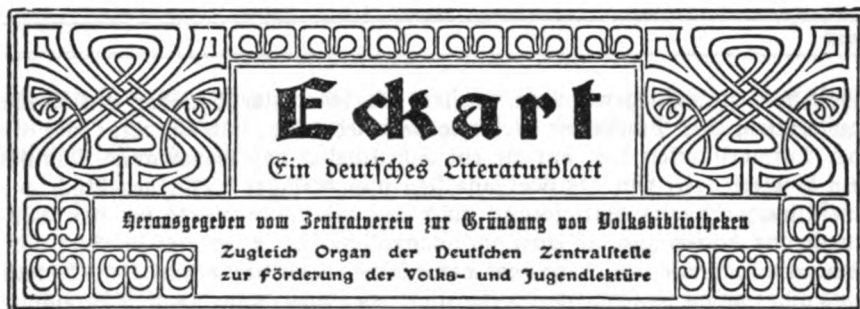 Eckart
Ein deutsches Literaturblatt
Herausgegeben vom Zentralverein zur Gründung von Volksbibliotheken
Zugleich Organ der Deutschen Zentralstelle
zur Förderung der Volks- und Jugendlektüre